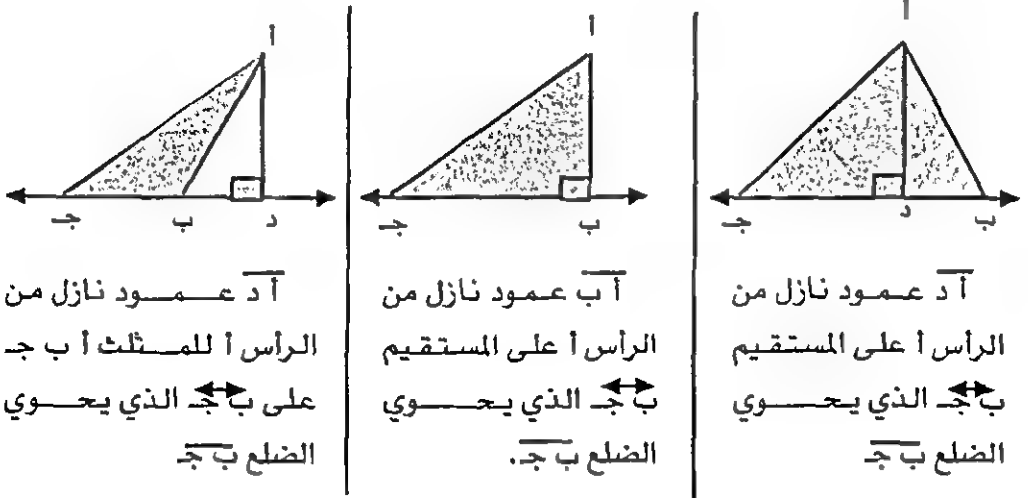 أ
جـ د ب
أ د عمود نازل من
الرأس أ على المستقيم
ب جـ الذي يحوي
الضلع ب جـ
أ
جـ ب
أ ب عمود نازل من
الرأس أ على المستقيم
ب جـ الذي يحوي
الضلع ب جـ.
أ
جـ ب د
أ د عمود نازل من
الرأس أ للمثلث أ ب جـ
على ب جـ الذي يحوي
الضلع ب جـ